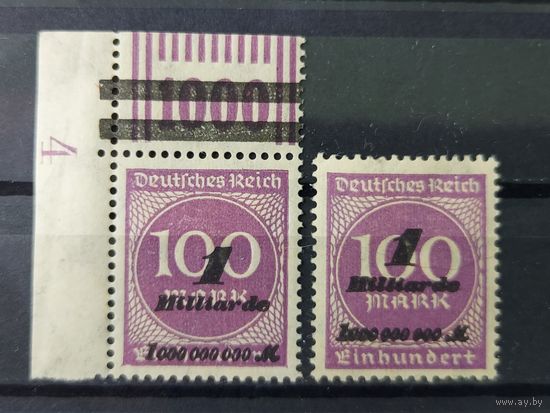 1000
4
Deutsches Reich
100
1
Milliarde
MARK
1 000 000 000 .M
Deutsches Reich
100
1
Milliarde
MARK
1 000 000 000 .M
Einhundert
www.ay.by